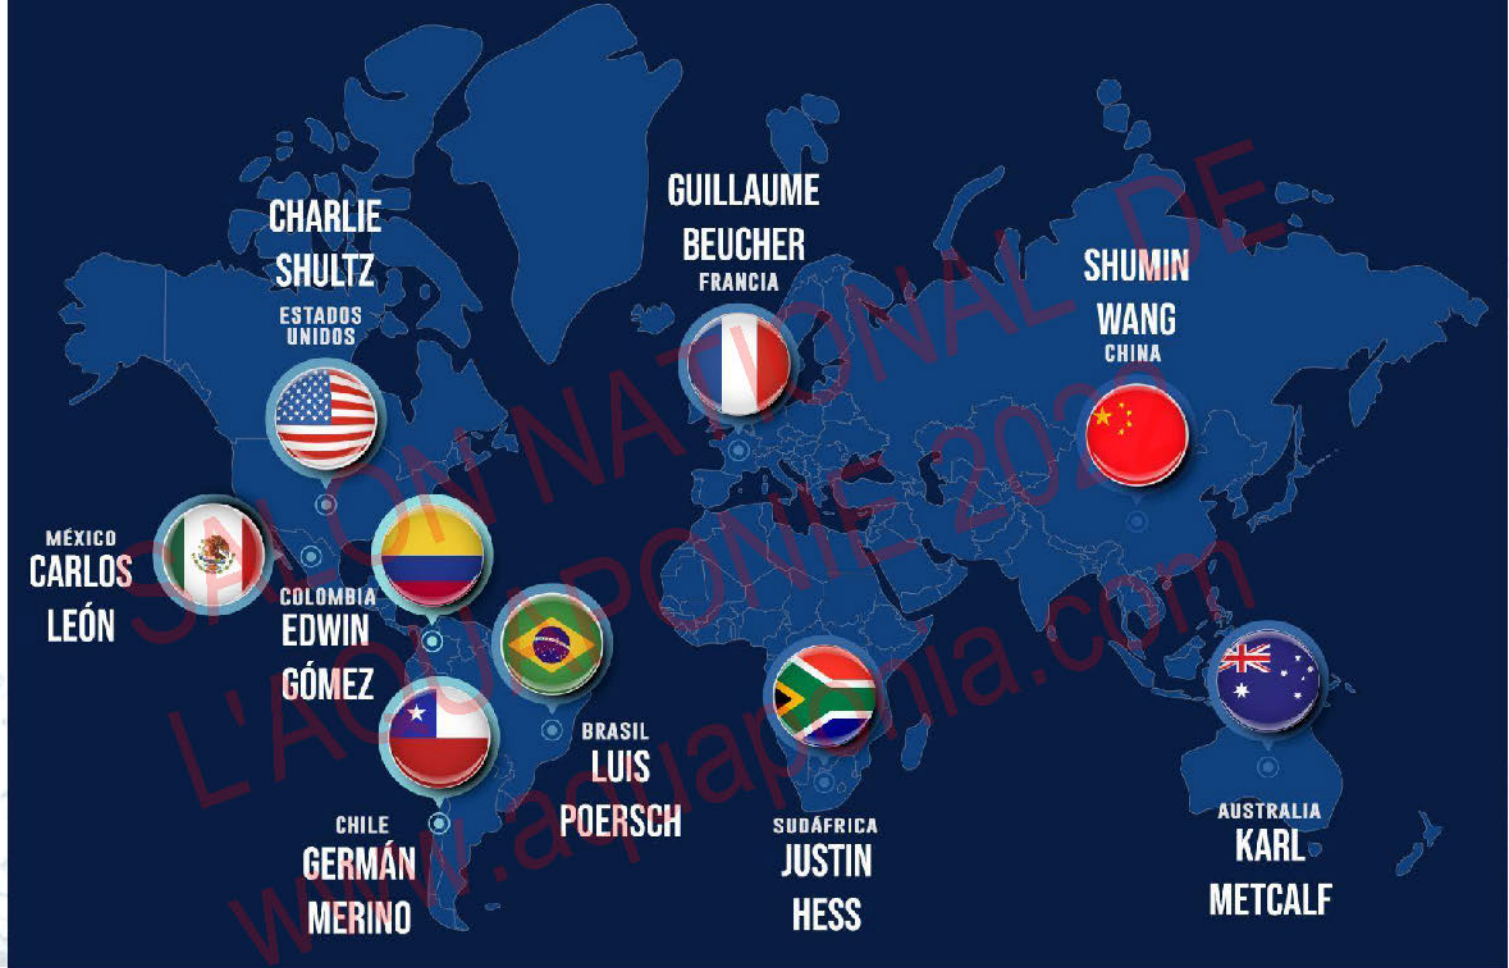 CHARLIE
SHULTZ
ESTADOS
UNIDOS
GUILLAUME
BEUCHER
FRANCIA
SHUMIN
WANG
CHINA
MÉXICO
CARLOS
LEÓN
COLOMBIA
EDWIN
GÓMEZ
BRASIL
LUIS
POERSCH
CHILE
GERMÁN
MERINO
SUDÁFRICA
JUSTIN
HESS
AUSTRALIA
KARL
METCALF
SALON NATIONAL DE
L'AQUAPONIE
www.aquaponia.com